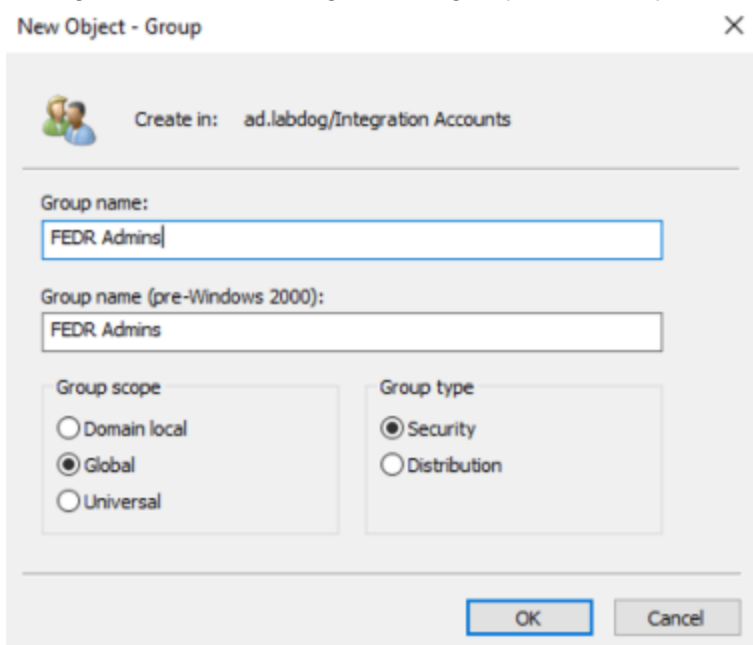 New Object - Group
Create in: ad.labdog/Integration Accounts
Group name:
FEDR Admins
Group name (pre-Windows 2000):
FEDR Admins
Group scope
Domain local
Global
Universal
Group type
Security
Distribution
OK
Cancel